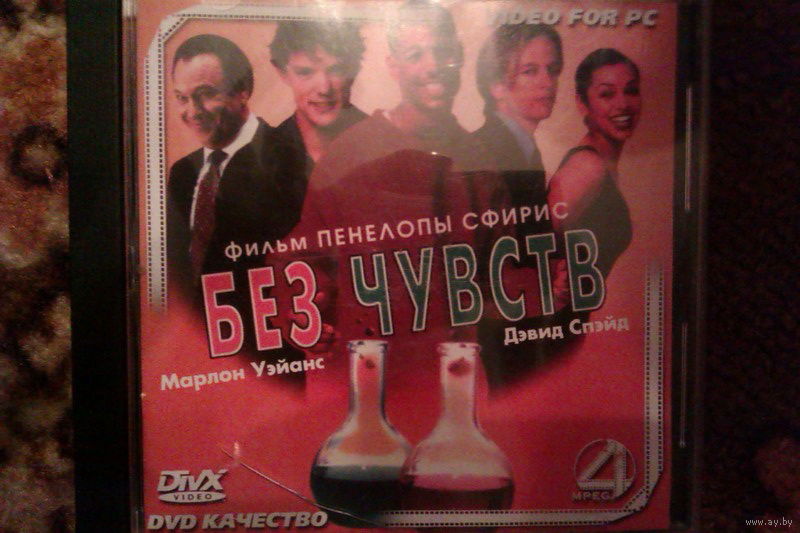 VIDEO FOR PC
ФИЛЬМ ПЕНЕЛОПЫ СФИРИС
БЕЗ ЧУВСТВ
Марлон Уэйанс
Дэвид Спэйд
DIVX
VIDEO
4
MPEG
DVD КАЧЕСТВО
www.ay.by